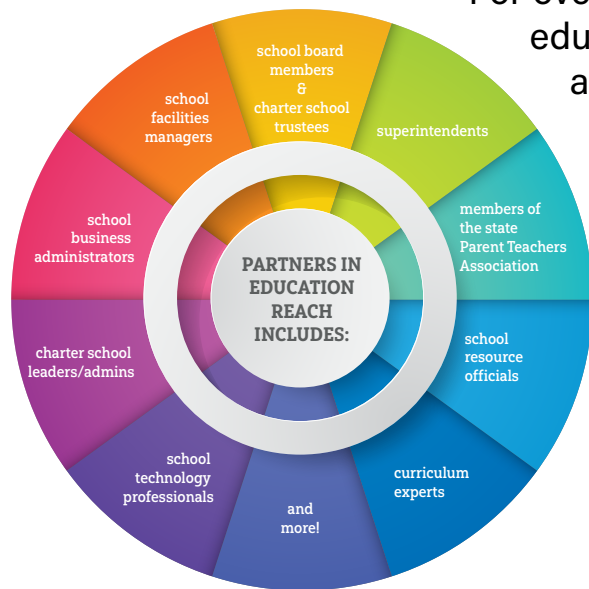 For eve
edu
a
school board
members
&
charter school
trustees
superintendents
members of
the state
Parent Teachers
Association
school
resource
officials
curriculum
experts
and
more!
school
technology
professionals
charter school
leaders/admins
school
business
administrators
school
facilities
managers
PARTNERS IN
EDUCATION
REACH
INCLUDES: